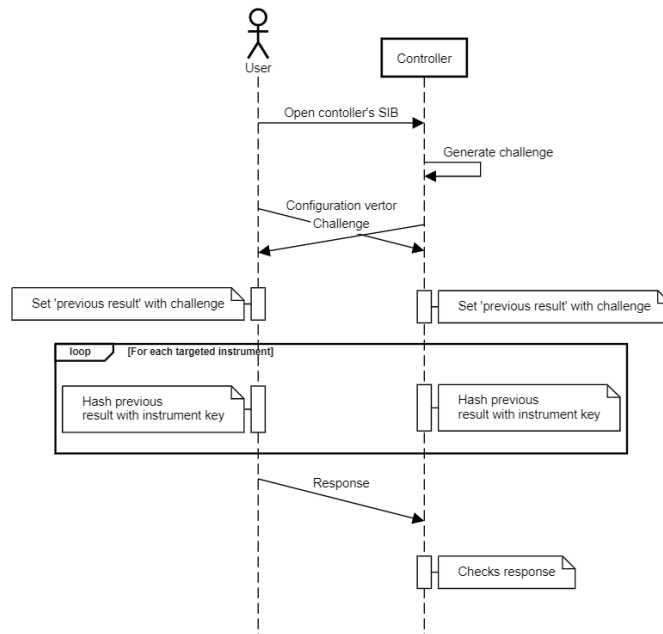 User
Controller
Open contoller's SIB
Generate challenge
Configuration vertor
Challenge
Set 'previous result' with challenge
Set 'previous result' with challenge
loop
[For each targeted instrument]
Hash previous
result with instrument key
Hash previous
result with instrument key
Response
Checks response